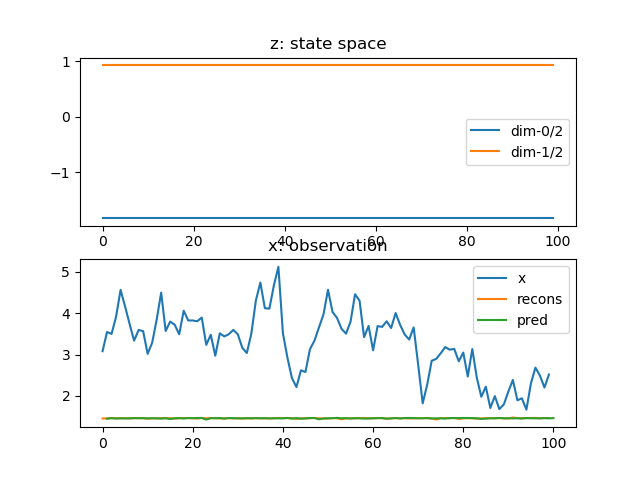 z: state space
1
0
−1
dim-0/2
dim-1/2
0 20 40 60 80 100
x: observation
5
4
3
2
x
recons
pred
0 20 40 60 80 100